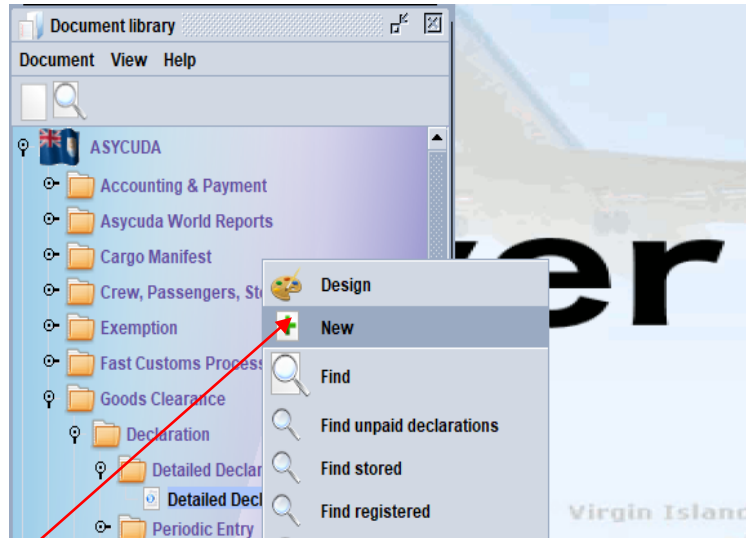 Document library
Document View Help
ASYCUDA
Accounting & Payment
Asycuda World Reports
Cargo Manifest
Crew, Passengers, St
Exemption
Fast Customs Process
Goods Clearance
Declaration
Detailed Declar
Detailed Decl
Periodic Entry
Design
New
Find
Find unpaid declarations
Find stored
Find registered
er
Virgin Island